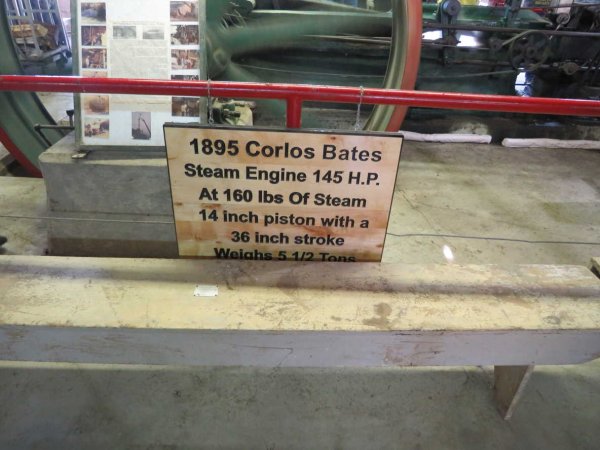 1895 Corlos Bates
Steam Engine 145 H.P.
At 160 lbs Of Steam
14 inch piston with a
36 inch stroke
Weighs 5 1/2 Tons